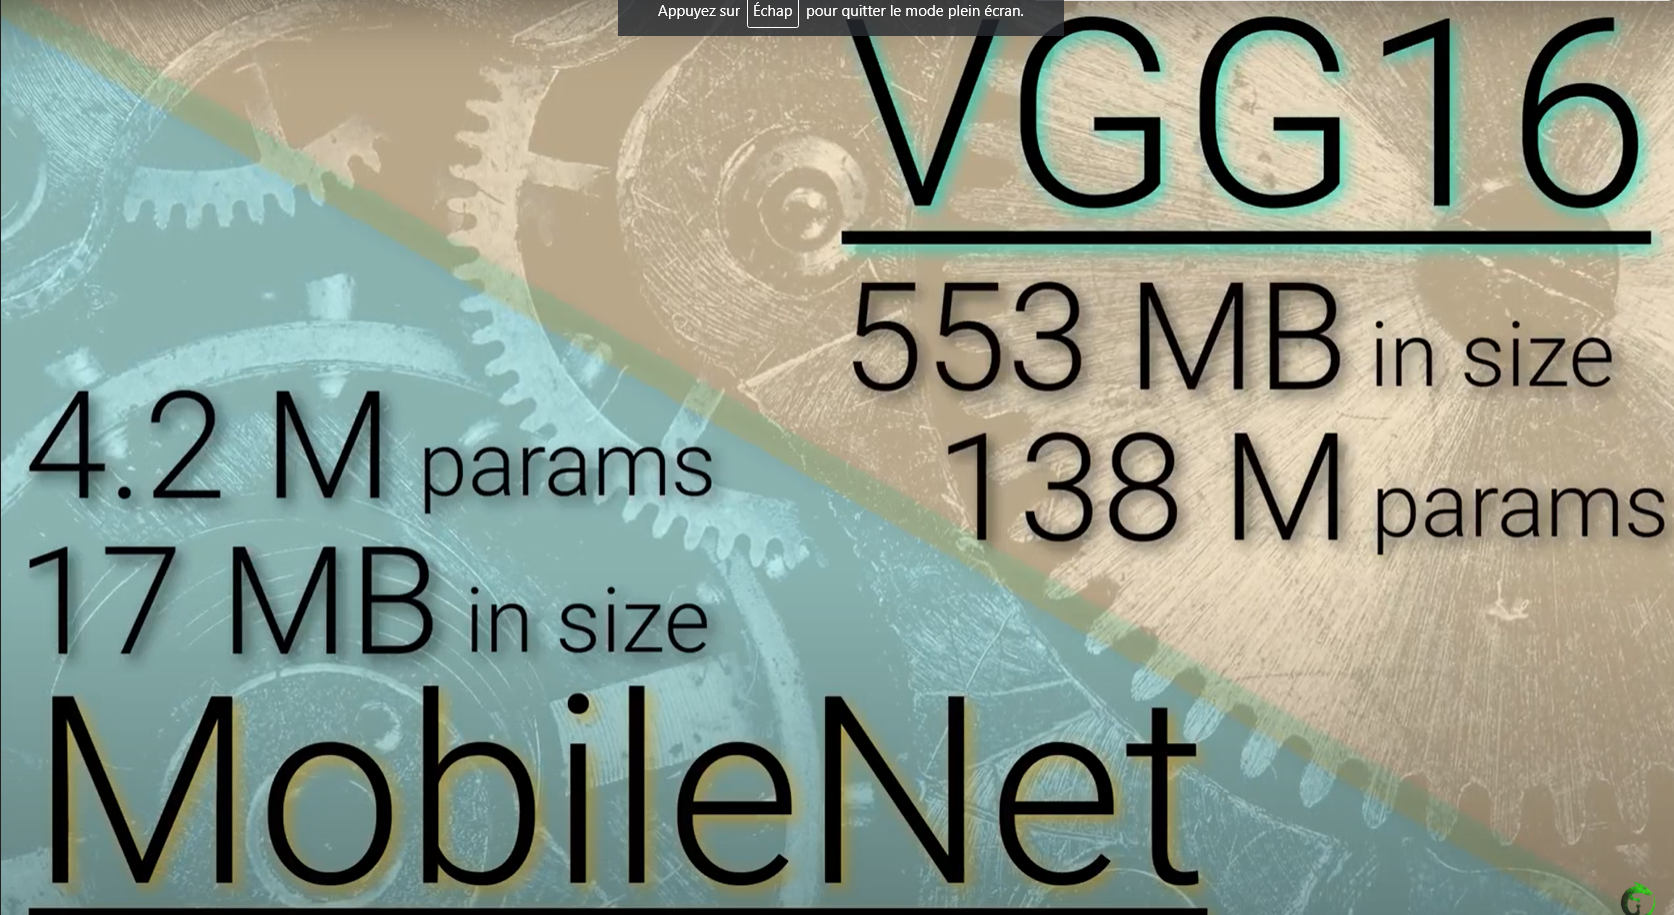 Appuyez sur Échap pour quitter le mode plein écran.
VGG16
553 MB in size
138 M params
4.2 M params
17 MB in size
MobileNet